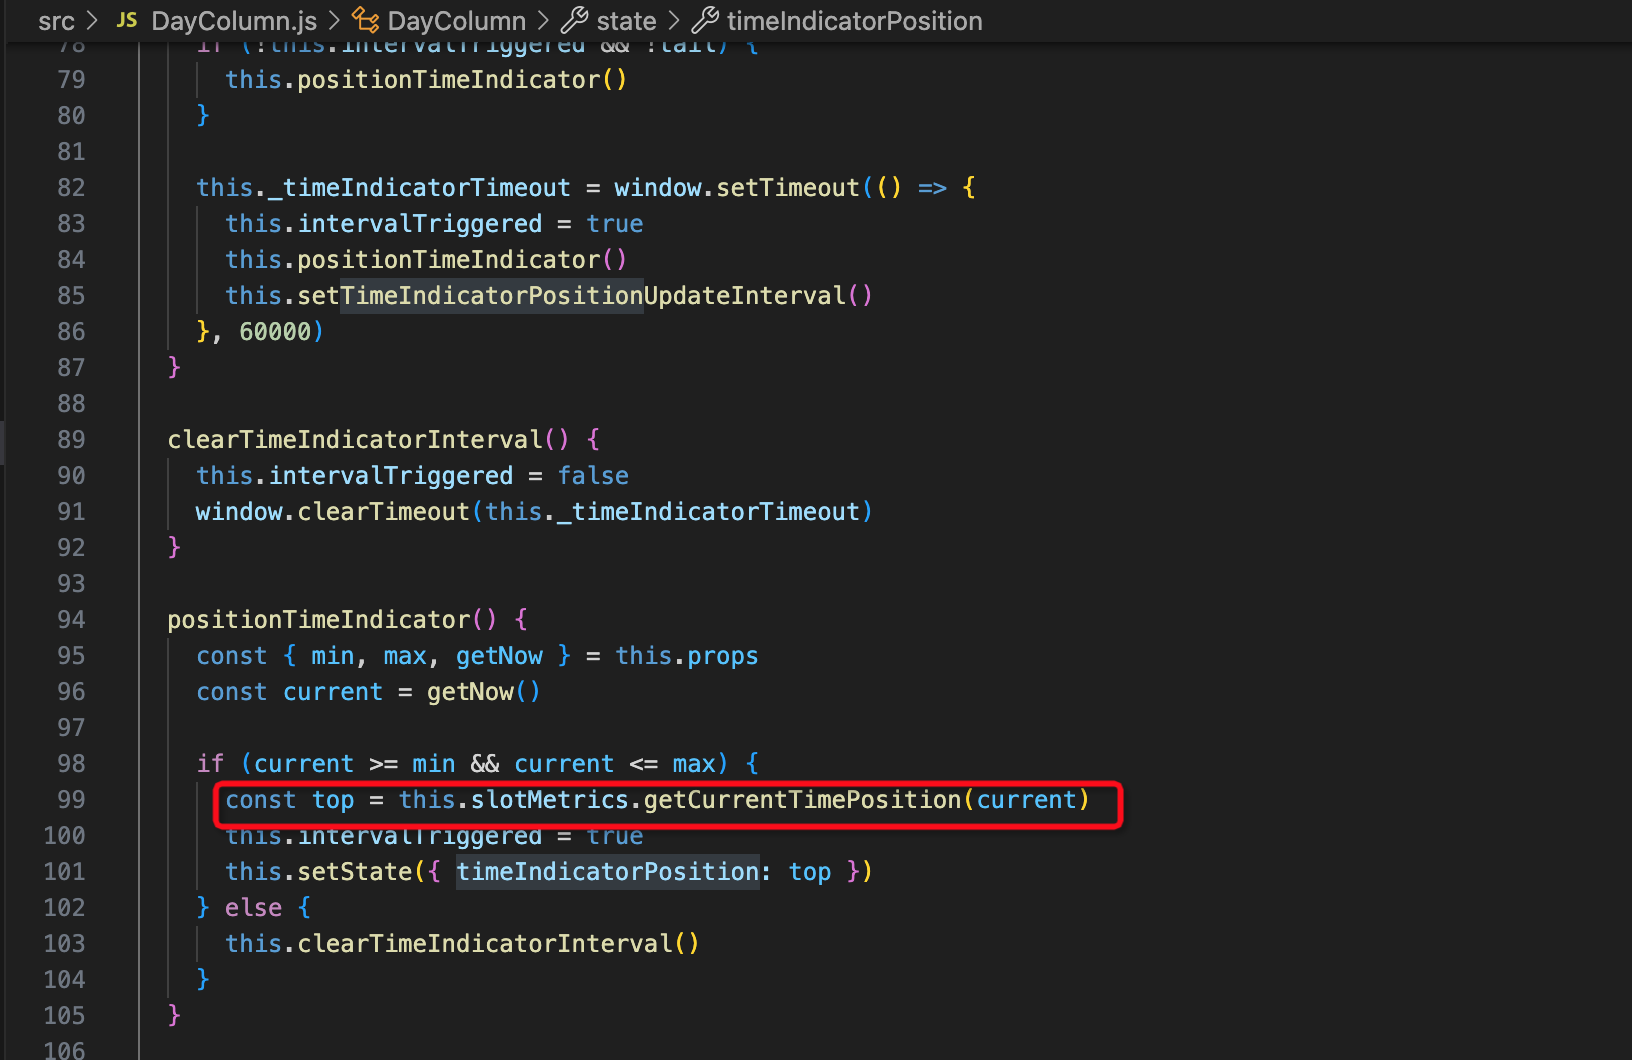 src > JS DayColumn.js > DayColumn > state > timeIndicatorPosition
78 if (!this.intervalTriggered && !tail) {
79 this.positionTimeIndicator()
80 }
81
82 this._timeIndicatorTimeout = window.setTimeout(() => {
83 this.intervalTriggered = true
84 this.positionTimeIndicator()
85 this.setTimeIndicatorPositionUpdateInterval()
86 }, 60000)
87 }
88
89 clearTimeIndicatorInterval() {
90 this.intervalTriggered = false
91 window.clearTimeout(this._timeIndicatorTimeout)
92 }
93
94 positionTimeIndicator() {
95 const { min, max, getNow } = this.props
96 const current = getNow()
97
98 if (current >= min && current <= max) {
99 const top = this.slotMetrics.getCurrentTimePosition(current)
100 this.intervalTriggered = true
101 this.setState({ timeIndicatorPosition: top })
102 } else {
103 this.clearTimeIndicatorInterval()
104 }
105 }
106